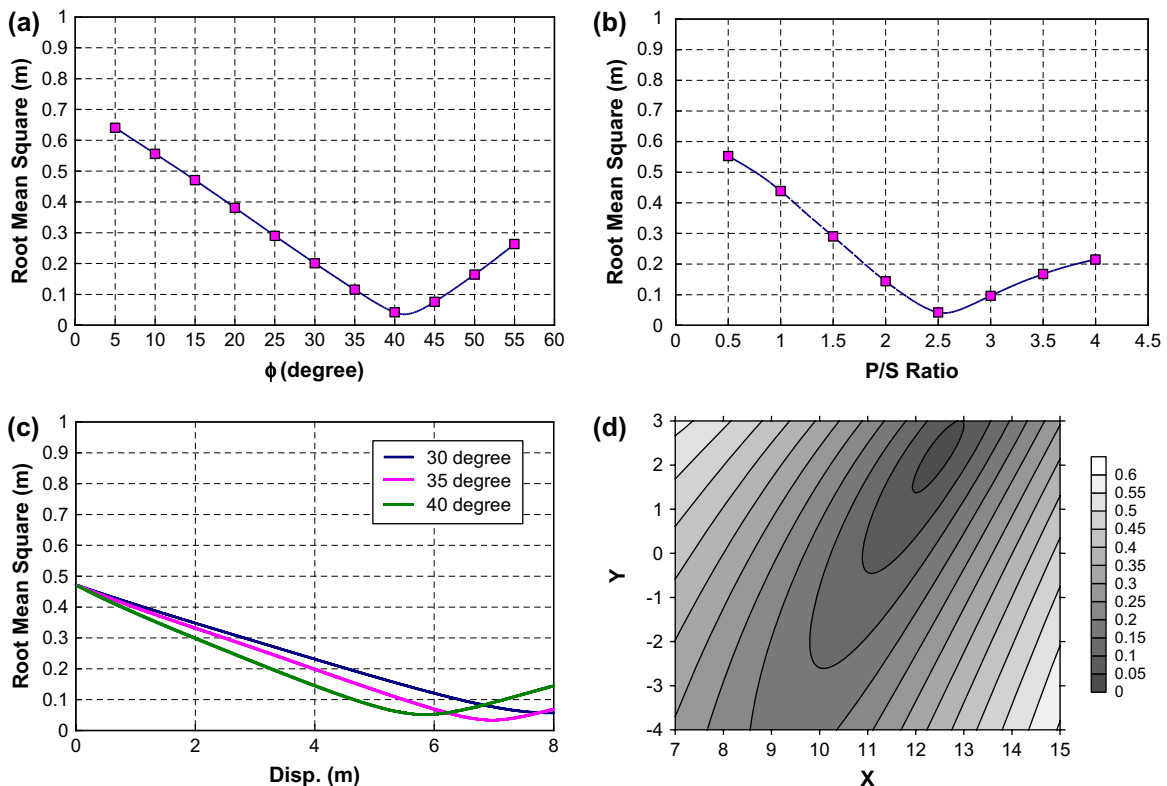 (a)
1
0.9
0.8
0.7
0.6
0.5
0.4
0.3
0.2
0.1
0
Root Mean Square (m)
0 5 10 15 20 25 30 35 40 45 50 55 60
ϕ (degree)
(b)
1
0.9
0.8
0.7
0.6
0.5
0.4
0.3
0.2
0.1
0
Root Mean Square (m)
0 0.5 1 1.5 2 2.5 3 3.5 4 4.5
P/S Ratio
(c)
1
0.9
0.8
0.7
0.6
0.5
0.4
0.3
0.2
0.1
0
Root Mean Square (m)
30 degree
35 degree
40 degree
0 2 4 6 8
Disp. (m)
(d)
3
2
1
0
-1
-2
-3
-4
Y
7 8 9 10 11 12 13 14 15
X
0.6
0.55
0.5
0.45
0.4
0.35
0.3
0.25
0.2
0.15
0.1
0.05
0